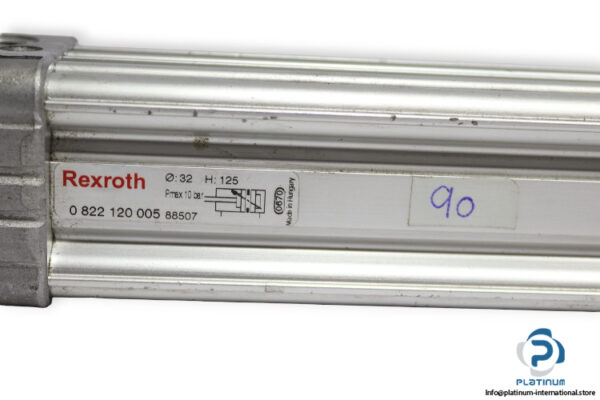 Rexroth
Ø: 32 H: 125
Pmax 10 bar
0670
Made in Hungary
0 822 120 005 88507
90
PLATINUM
Info@platinum-international.store